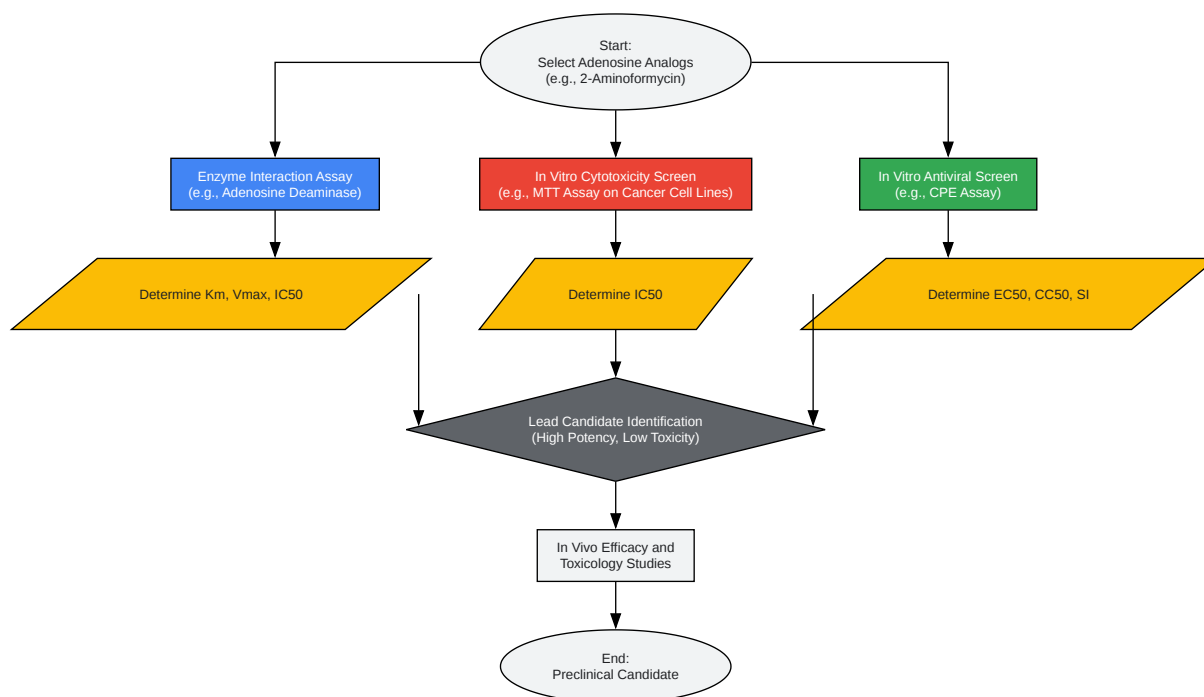 Start:
Select Adenosine Analogs
(e.g., 2-Aminoformycin)
Enzyme Interaction Assay
(e.g., Adenosine Deaminase)
In Vitro Cytotoxicity Screen
(e.g., MTT Assay on Cancer Cell Lines)
In Vitro Antiviral Screen
(e.g., CPE Assay)
Determine Km, Vmax, IC50
Determine IC50
Determine EC50, CC50, SI
Lead Candidate Identification
(High Potency, Low Toxicity)
In Vivo Efficacy and
Toxicology Studies
End:
Preclinical Candidate